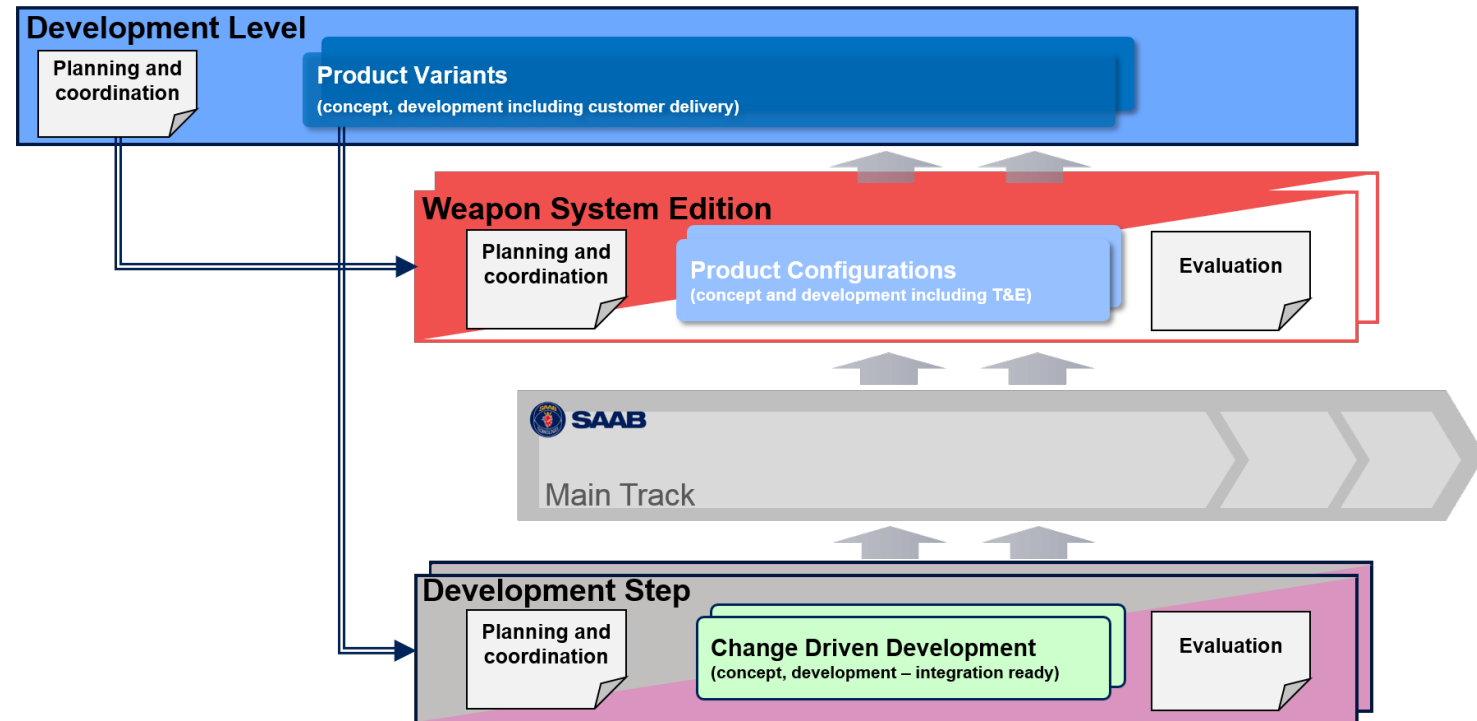 Development Level
Planning and
coordination
Product Variants
(concept, development including customer delivery)
Weapon System Edition
Planning and
coordination
Product Configurations
(concept and development including T&E)
Evaluation
SAAB
Main Track
Development Step
Planning and
coordination
Change Driven Development
(concept, development – integration ready)
Evaluation